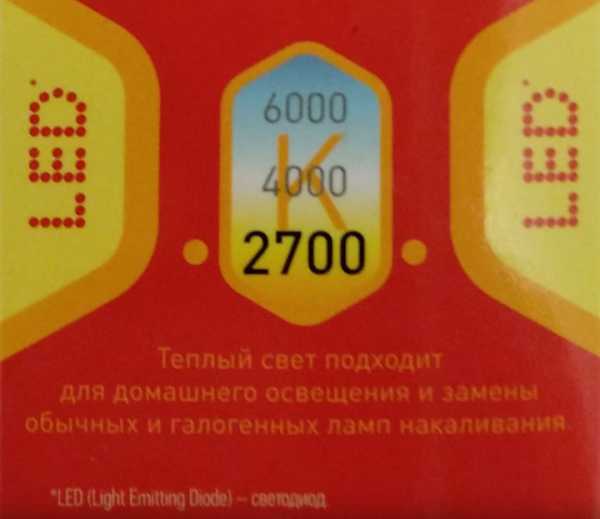 LED*
6000
K
4000
2700
LED*
Теплый свет подходит
для домашнего освещения и замены
обычных и галогенных ламп накаливания.
*LED (Light Emitting Diode) – светодиод.